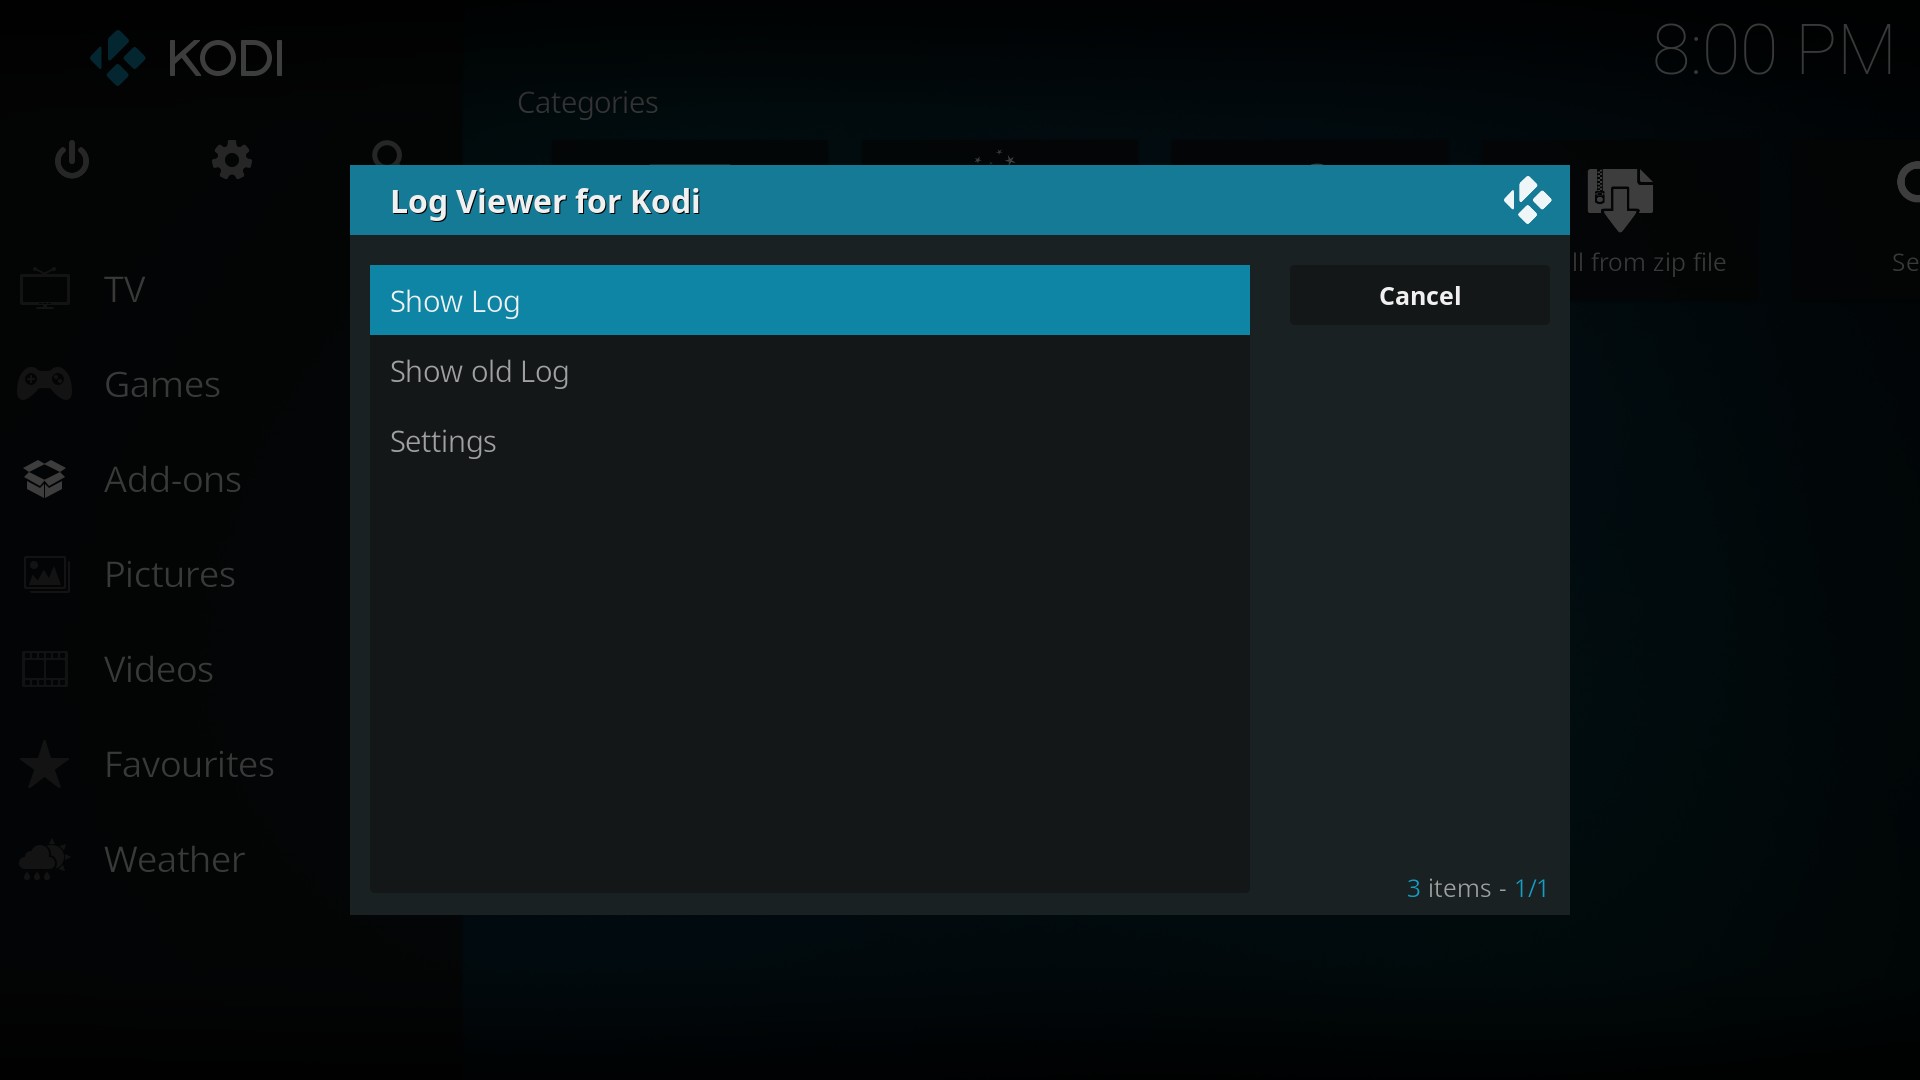 KODI
8:00 PM
Categories
Log Viewer for Kodi
ll from zip file
Se
TV
Games
Add-ons
Pictures
Videos
Favourites
Weather
Show Log
Show old Log
Settings
Cancel
3 items - 1/1